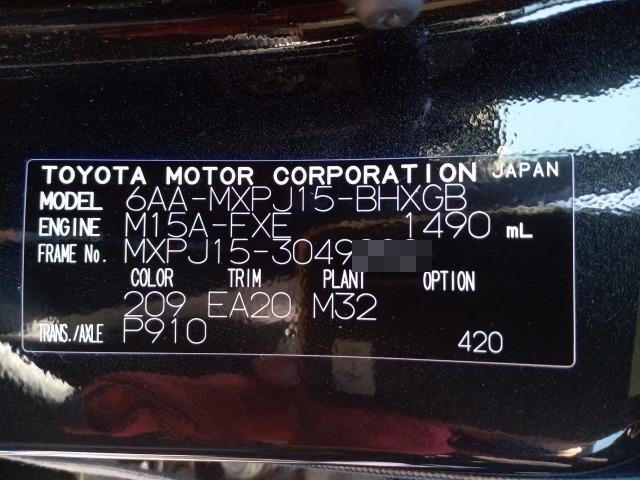 TOYOTA MOTOR CORPORATION JAPAN
MODEL 6AA-MXPJ15-BHXGB
ENGINE M15A-FXE 1490 mL
FRAME No. MXPJ15-3049
COLOR TRIM PLANT OPTION
209 EA20 M32
TRANS./AXLE P910 420